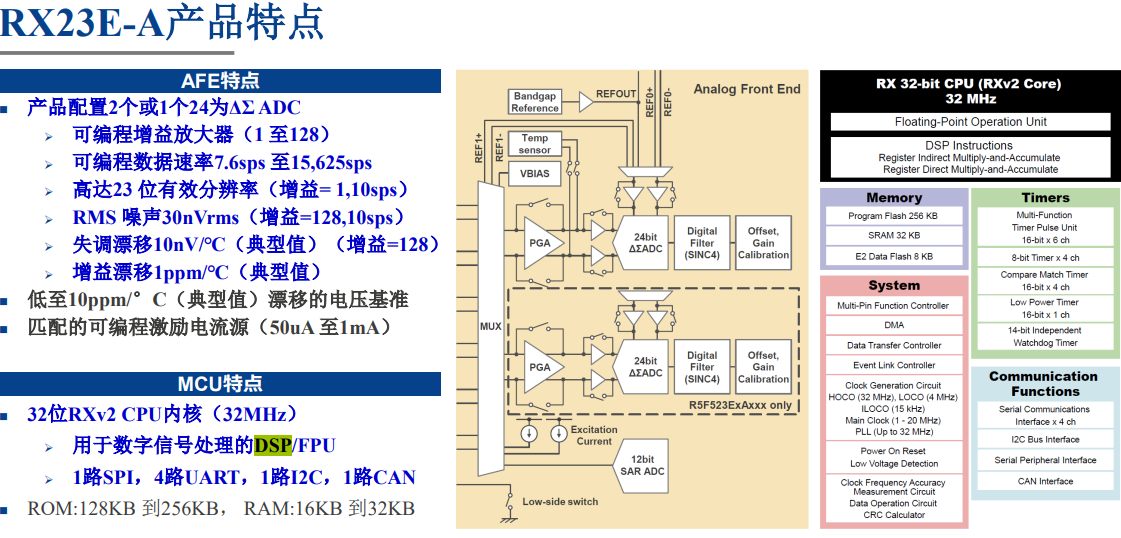 RX23E-A产品特点
AFE特点
产品配置2个或1个24为ΔΣ ADC
可编程增益放大器（1 至128）
可编程数据速率7.6sps 至15,625sps
高达23 位有效分辨率（增益= 1,10sps）
RMS 噪声30nVrms（增益=128,10sps）
失调漂移10nV/℃（典型值）（增益=128）
增益漂移1ppm/℃（典型值）
低至10ppm/° C（典型值）漂移的电压基准
匹配的可编程激励电流源（50uA 至1mA）
MCU特点
32位RXv2 CPU内核（32MHz）
用于数字信号处理的DSP/FPU
1路SPI，4路UART，1路I2C，1路CAN
ROM:128KB 到256KB， RAM:16KB 到32KB
Analog Front End
Bandgap
Reference
REFOUT
REF0+
REF0-
REF1+
REF1-
Temp
sensor
VBIAS
MUX
PGA
24bit
ΔΣADC
Digital
Filter
(SINC4)
Offset,
Gain
Calibration
PGA
24bit
ΔΣADC
Digital
Filter
(SINC4)
Offset,
Gain
Calibration
R5F523ExAxxx only
Excitation
Current
12bit
SAR ADC
Low-side switch
RX 32-bit CPU (RXv2 Core)
32 MHz
Floating-Point Operation Unit
DSP Instructions
Register Indirect Multiply-and-Accumulate
Register Direct Multiply-and-Accumulate
Memory
Program Flash 256 KB
SRAM 32 KB
E2 Data Flash 8 KB
System
Multi-Pin Function Controller
DMA
Data Transfer Controller
Event Link Controller
Clock Generation Circuit
HOCO (32 MHz), LOCO (4 MHz)
ILOCO (15 kHz)
Main Clock (1 - 20 MHz)
PLL (Up to 32 MHz)
Power On Reset
Low Voltage Detection
Clock Frequency Accuracy
Measurement Circuit
Data Operation Circuit
CRC Calculator
Timers
Multi-Function
Timer Pulse Unit
16-bit x 6 ch
8-bit Timer x 4 ch
Compare Match Timer
16-bit x 4 ch
Low Power Timer
16-bit x 1 ch
14-bit Independent
Watchdog Timer
Communication
Functions
Serial Communications
Interface x 4 ch
I2C Bus Interface
Serial Peripheral Interface
CAN Interface